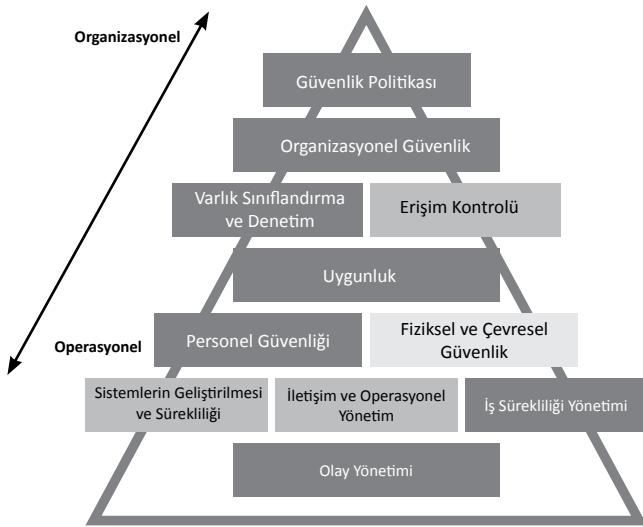 Organizasyonel
Güvenlik Politikası
Organizasyonel Güvenlik
Varlık Sınıflandırma
ve Denetim
Erişim Kontrolü
Uygunluk
Operasyonel
Personel Güvenliği
Fiziksel ve Çevresel
Güvenlik
Sistemlerin Geliştirilmesi
ve Sürekliliği
İletişim ve Operasyonel
Yönetim
İş Sürekliliği Yönetimi
Olay Yönetimi